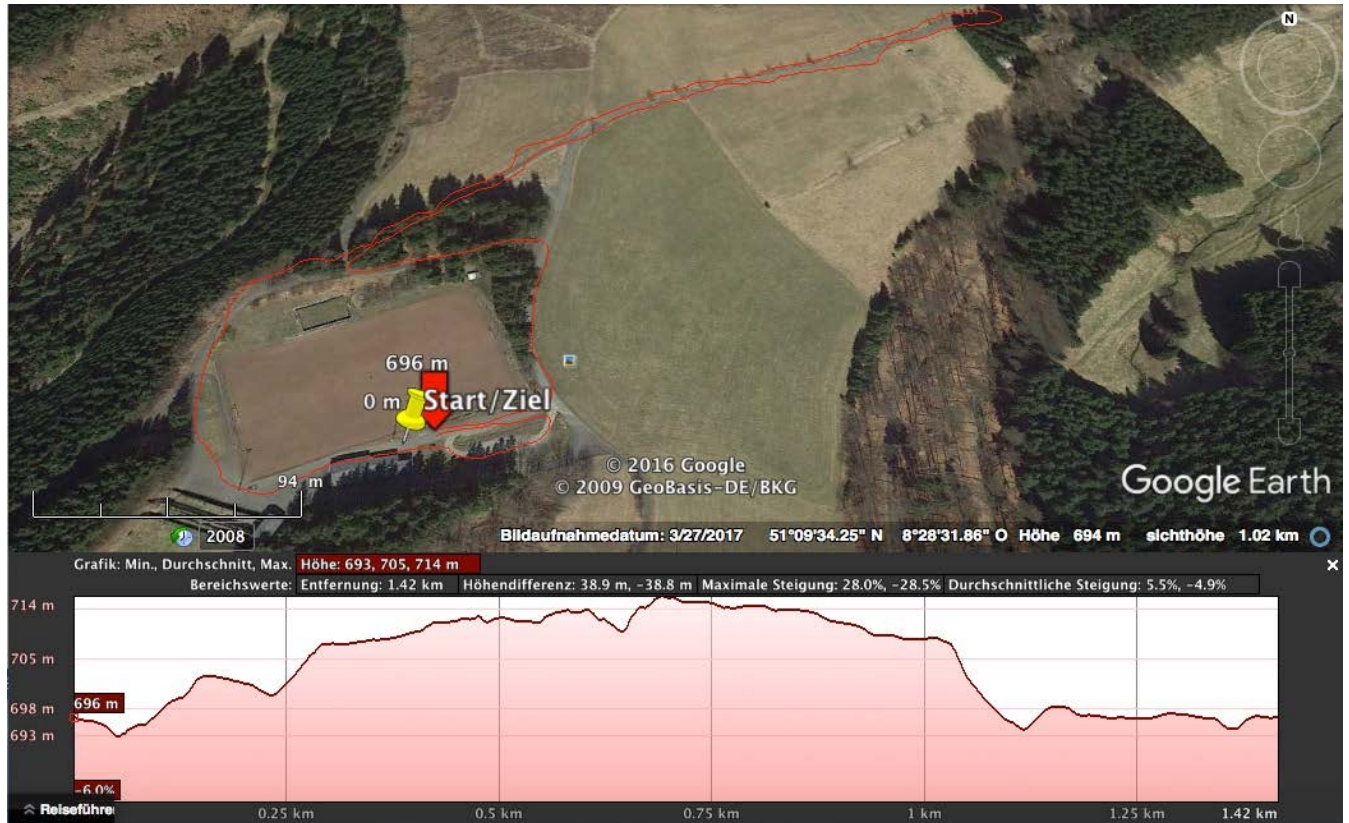 N
696 m
0 m
Start/Ziel
94 m
© 2016 Google
© 2009 GeoBasis-DE/BKG
Google Earth
2008
Bildaufnahmedatum: 3/27/2017 51°09'34.25" N 8°28'31.86" O Höhe 694 m sichthöhe 1.02 km
Grafik: Min., Durchschnitt, Max. Höhe: 693, 705, 714 m
Bereichswerte: Entfernung: 1.42 km Höhendifferenz: 38.9 m, -38.8 m Maximale Steigung: 28.0%, -28.5% Durchschnittliche Steigung: 5.5%, -4.9%
714 m
705 m
698 m
696 m
693 m
-6.0%
Reiseführe
0.25 km 0.5 km 0.75 km 1 km 1.25 km 1.42 km